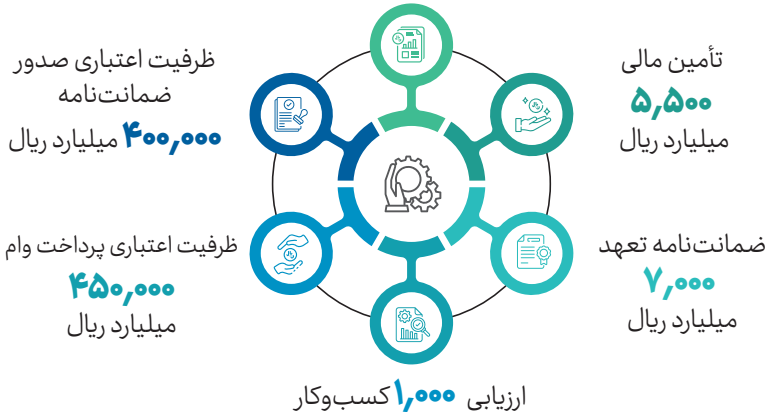 تأمین مالی
۵٫۵۰۰
میلیارد ریال
ضمانت‌نامه تعهد
۷٫۰۰۰
میلیارد ریال
ظرفیت اعتباری صدور
ضمانت‌نامه
۴۰۰٫۰۰۰ میلیارد ریال
ظرفیت اعتباری پرداخت وام
۴۵۰٫۰۰۰
میلیارد ریال
ارزیابی ۱٫۰۰۰ کسب‌وکار